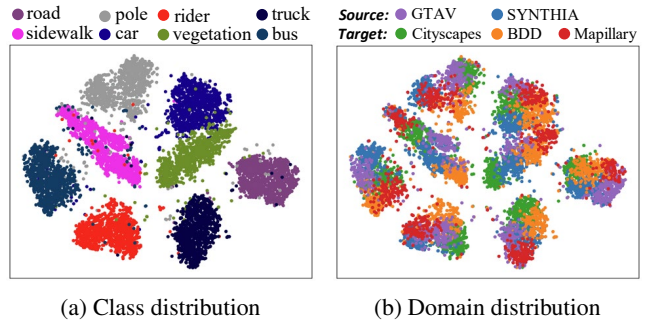 road pole rider truck
sidewalk car vegetation bus
Source: GTAV SYNTHIA
Target: Cityscapes BDD Mapillary
(a) Class distribution
(b) Domain distribution